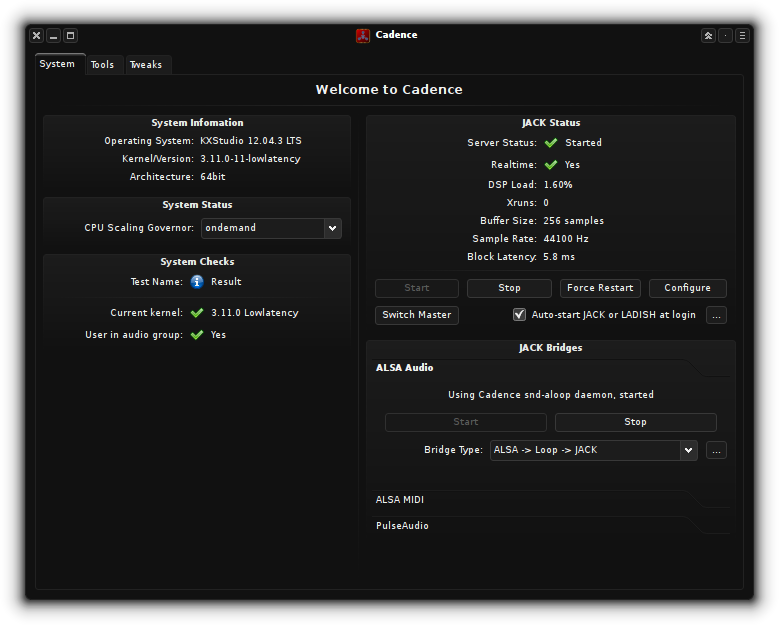 Cadence
System Tools Tweaks
Welcome to Cadence
System Infomation
Operating System: KXStudio 12.04.3 LTS
Kernel/Version: 3.11.0-11-lowlatency
Architecture: 64bit
System Status
CPU Scaling Governor: ondemand
System Checks
Test Name: Result
Current kernel: 3.11.0 Lowlatency
User in audio group: Yes
JACK Status
Server Status: Started
Realtime: Yes
DSP Load: 1.60%
Xruns: 0
Buffer Size: 256 samples
Sample Rate: 44100 Hz
Block Latency: 5.8 ms
Start Stop Force Restart Configure
Switch Master Auto-start JACK or LADISH at login ...
JACK Bridges
ALSA Audio
Using Cadence snd-aloop daemon, started
Start Stop
Bridge Type: ALSA -> Loop -> JACK ...
ALSA MIDI
PulseAudio